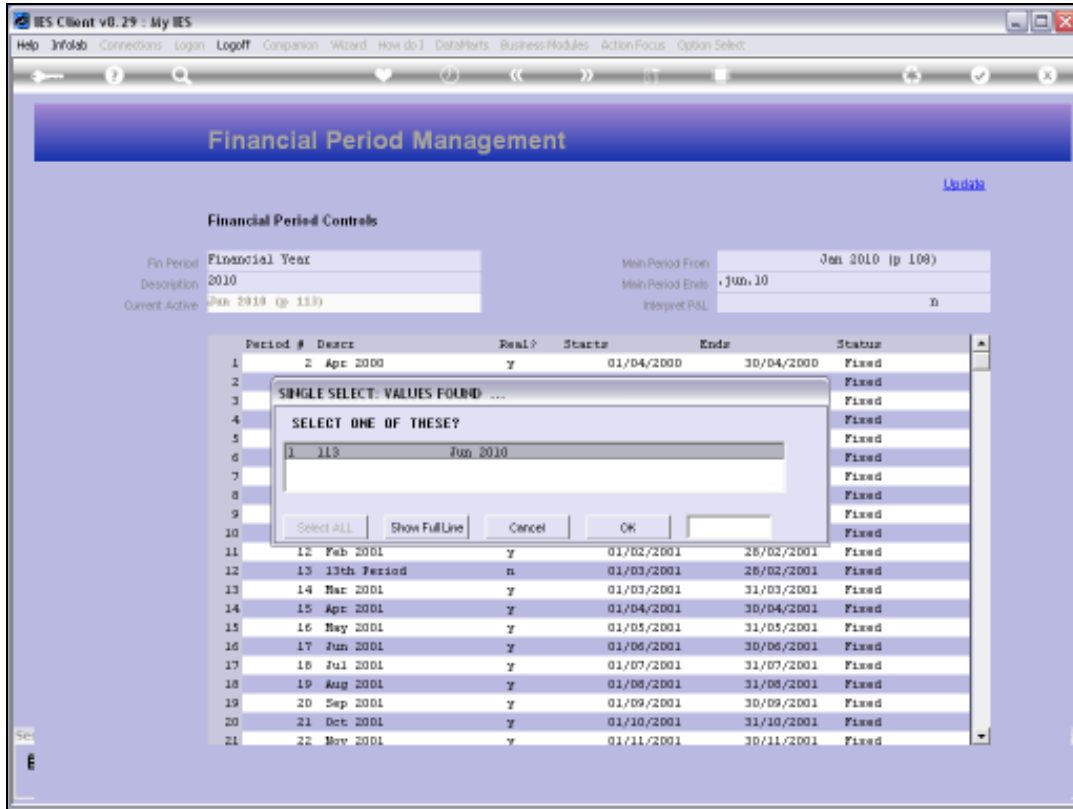 IES Client v8.29 : My IES
Help Infolab Connections Logon Logoff Companion Wizard How do I DataMarts Business Modules Action Focus Option Select
Financial Period Management
Update
Financial Period Controls
Fin Period Financial Year Main Period From Jan 2010 (p 108)
Description 2010 Main Period Ends .jun.10
Current Active Jun 2010 (p 113) Interpret P&L n
Period # Descr Real? Starts Ends Status
1 2 Apr 2000 y 01/04/2000 30/04/2000 Fixed
2 Fixed
3 Fixed
4 Fixed
5 Fixed
6 Fixed
7 Fixed
8 Fixed
9 Fixed
10 Fixed
SINGLE SELECT: VALUES FOUND ...
SELECT ONE OF THESE?
1 113 Jun 2010
Select ALL Show Full Line Cancel OK
11 12 Feb 2001 y 01/02/2001 28/02/2001 Fixed
12 13 13th Period n 01/03/2001 28/02/2001 Fixed
13 14 Mar 2001 y 01/03/2001 31/03/2001 Fixed
14 15 Apr 2001 y 01/04/2001 30/04/2001 Fixed
15 16 May 2001 y 01/05/2001 31/05/2001 Fixed
16 17 Jun 2001 y 01/06/2001 30/06/2001 Fixed
17 18 Jul 2001 y 01/07/2001 31/07/2001 Fixed
18 19 Aug 2001 y 01/08/2001 31/08/2001 Fixed
19 20 Sep 2001 y 01/09/2001 30/09/2001 Fixed
20 21 Oct 2001 y 01/10/2001 31/10/2001 Fixed
21 22 Nov 2001 y 01/11/2001 30/11/2001 Fixed